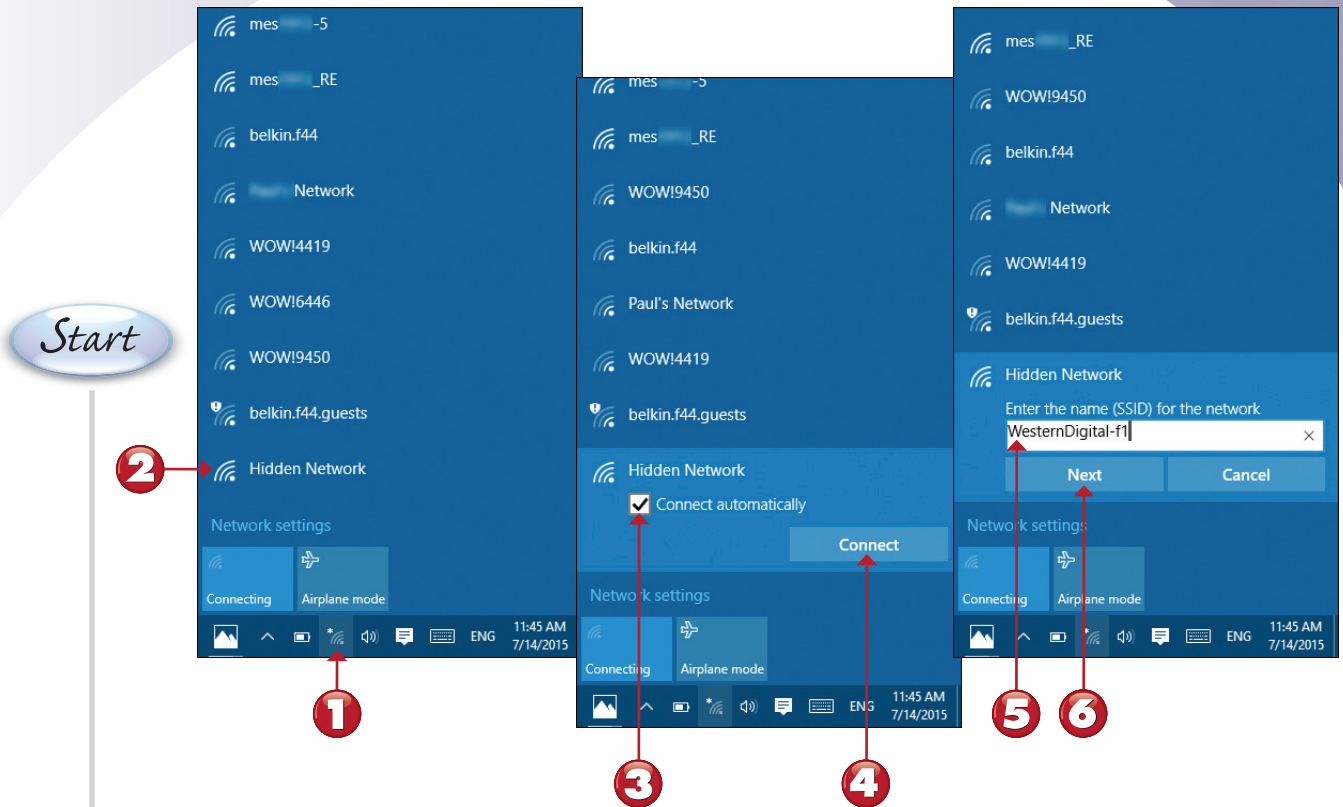 Start
mes -5
mes _RE
belkin.f44
Network
WOW!4419
WOW!6446
WOW!9450
belkin.f44.guests
2
Hidden Network
Network settings
Connecting
Airplane mode
ENG
11:45 AM
7/14/2015
1
mes -5
mes _RE
WOW!9450
belkin.f44
Paul's Network
WOW!4419
belkin.f44.guests
Hidden Network
Connect automatically
Connect
Network settings
Connecting
Airplane mode
ENG
11:45 AM
7/14/2015
3
4
mes _RE
WOW!9450
belkin.f44
Network
WOW!4419
belkin.f44.guests
Hidden Network
Enter the name (SSID) for the network
WesternDigital-f1
Next
Cancel
Network settings
Connecting
Airplane mode
ENG
11:45 AM
7/14/2015
5
6